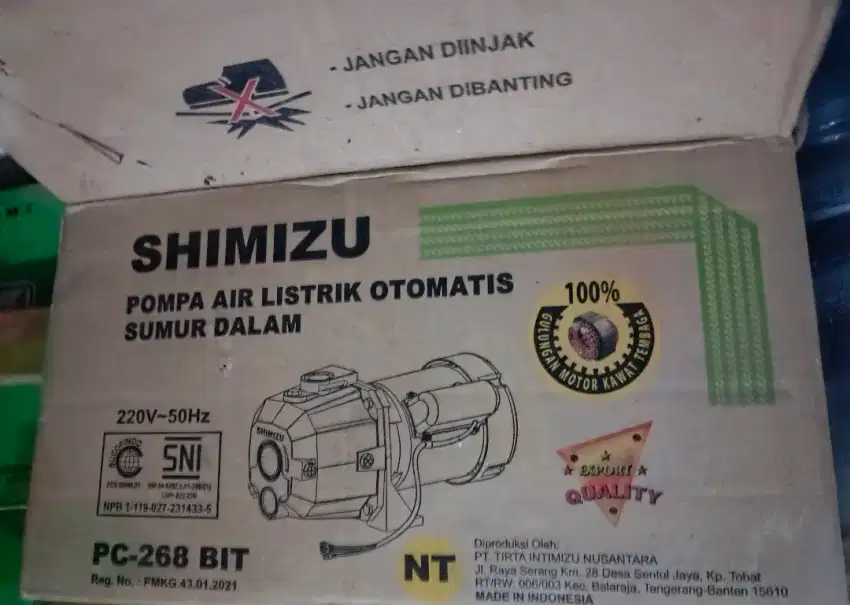 - JANGAN DIINJAK
- JANGAN DIBANTING
SHIMIZU
POMPA AIR LISTRIK OTOMATIS
SUMUR DALAM
100%
GULUNGAN MOTOR KAWAT TEMBAGA
220V~50Hz
SUCOFINDO
SNI
NPB 1-119-027-231433-5
SHIMIZU
EXPORT
QUALITY
PC-268 BIT
Reg. No. : PMKG 43.01.2021
NT
Diproduksi Oleh:
PT. TIRTA INTIMIZU NUSANTARA
Jl. Raya Serang Km. 28 Desa Sentul Jaya, Kp. Tobat
RT/RW: 006/003 Kec. Balaraja, Tangerang-Banten 15610
MADE IN INDONESIA